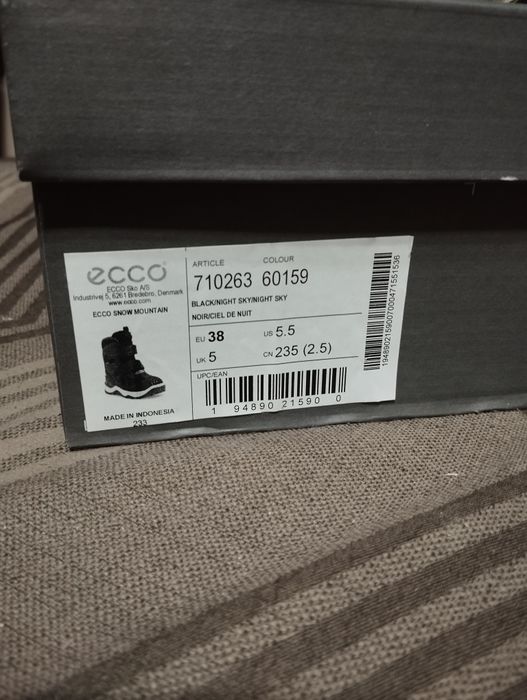 ecco
ECCO Sko A/S
Industrivej 5, 6261 Bredebro, Denmark
www.ecco.com
ECCO SNOW MOUNTAIN
MADE IN INDONESIA
233
ARTICLE COLOUR
710263 60159
BLACK/NIGHT SKY/NIGHT SKY
NOIR/CIEL DE NUIT
EU 38 US 5.5
UK 5 CN 235 (2.5)
UPC/EAN
1 94890 21590 0
19489021590070004715515​36